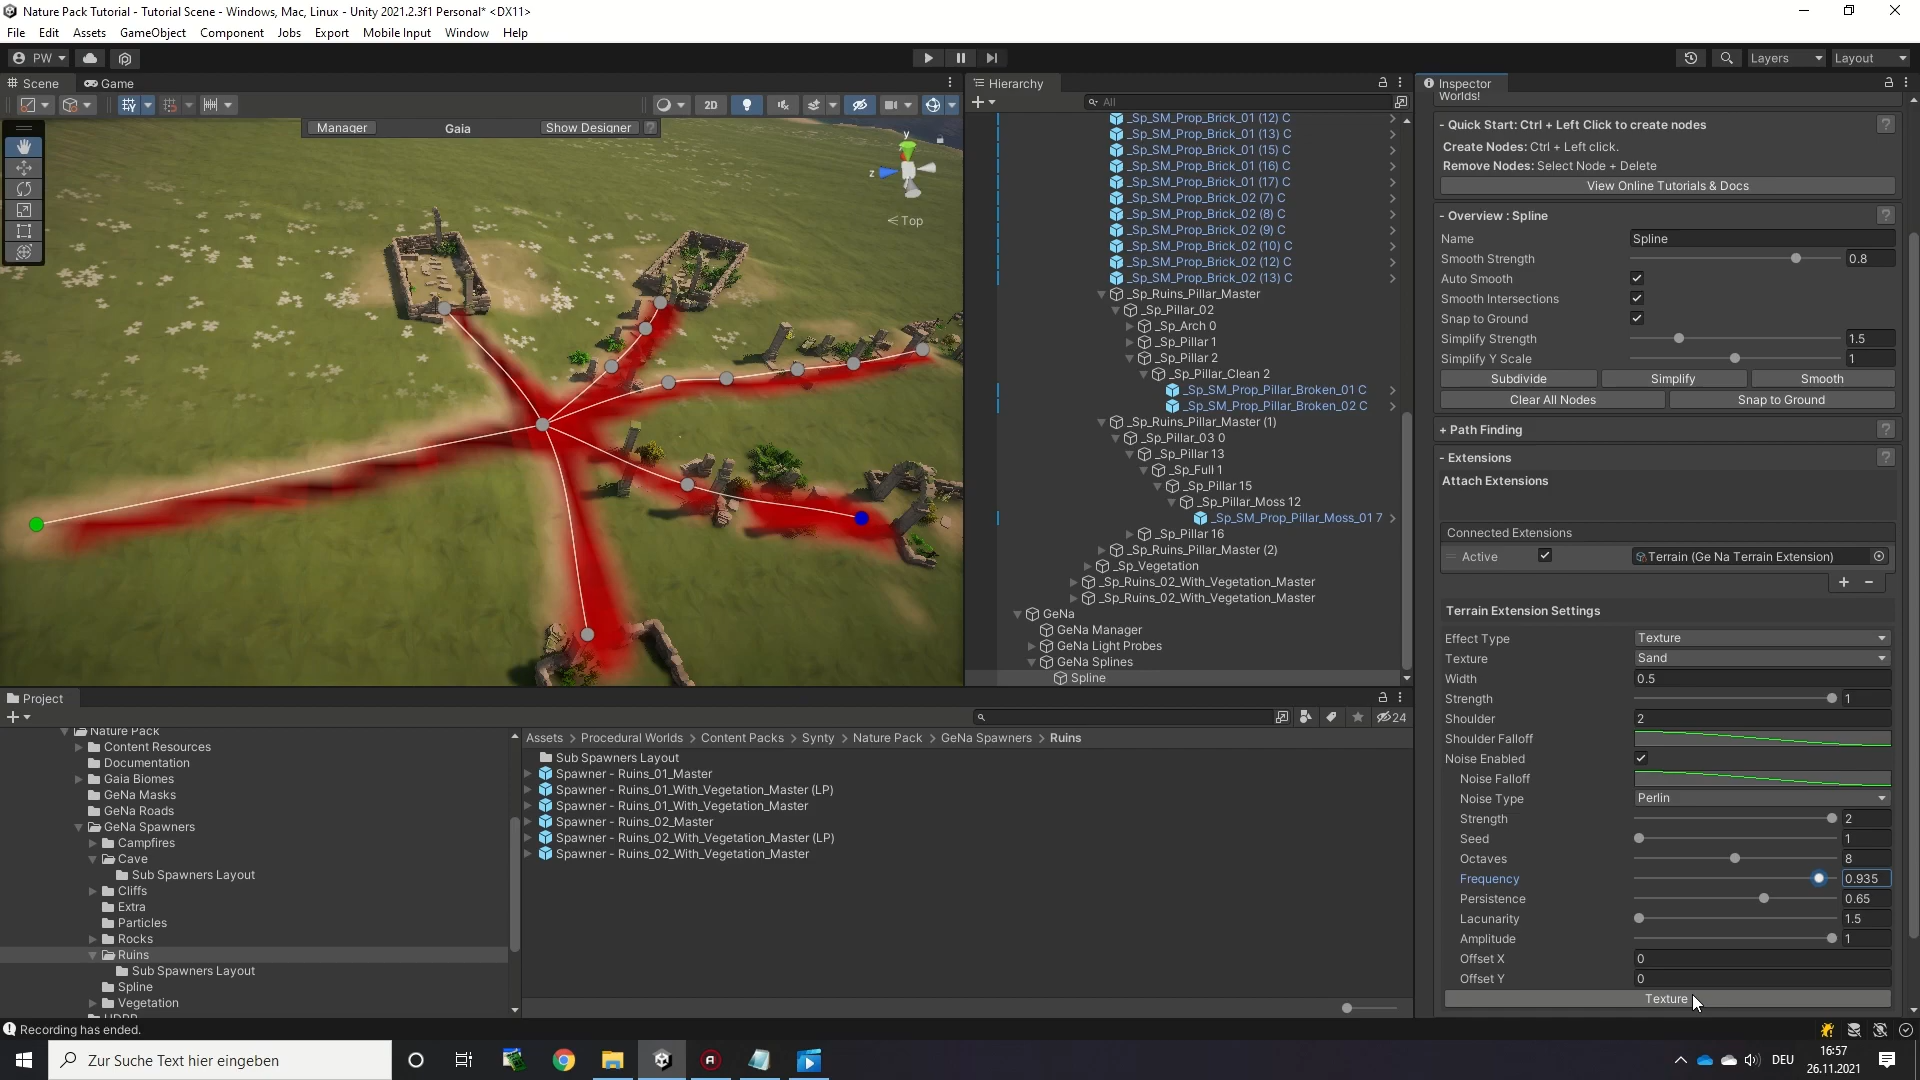 Nature Pack Tutorial - Tutorial Scene - Windows, Mac, Linux - Unity 2021.2.3f1 Personal* <DX11>
File Edit Assets GameObject Component Jobs Export Mobile Input Window Help
PW
Layers
Layout
Scene
Game
2D
Manager
Gaia
Show Designer
y
z
Top
Hierarchy
All
_Sp_SM_Prop_Brick_01 (12) C
_Sp_SM_Prop_Brick_01 (13) C
_Sp_SM_Prop_Brick_01 (15) C
_Sp_SM_Prop_Brick_01 (16) C
_Sp_SM_Prop_Brick_01 (17) C
_Sp_SM_Prop_Brick_02 (7) C
_Sp_SM_Prop_Brick_02 (8) C
_Sp_SM_Prop_Brick_02 (9) C
_Sp_SM_Prop_Brick_02 (10) C
_Sp_SM_Prop_Brick_02 (12) C
_Sp_SM_Prop_Brick_02 (13) C
_Sp_Ruins_Pillar_Master
_Sp_Pillar_02
_Sp_Arch 0
_Sp_Pillar 1
_Sp_Pillar 2
_Sp_Pillar_Clean 2
_Sp_SM_Prop_Pillar_Broken_01 C
_Sp_SM_Prop_Pillar_Broken_02 C
_Sp_Ruins_Pillar_Master (1)
_Sp_Pillar_03 0
_Sp_Pillar 13
_Sp_Full 1
_Sp_Pillar 15
_Sp_Pillar_Moss 12
_Sp_SM_Prop_Pillar_Moss_01 7
_Sp_Pillar 16
_Sp_Ruins_Pillar_Master (2)
_Sp_Vegetation
_Sp_Ruins_02_With_Vegetation_Master
_Sp_Ruins_02_With_Vegetation_Master
GeNa
GeNa Manager
GeNa Light Probes
GeNa Splines
Spline
Inspector
Worlds!
- Quick Start: Ctrl + Left Click to create nodes
?
Create Nodes: Ctrl + Left click.
Remove Nodes: Select Node + Delete
View Online Tutorials & Docs
- Overview : Spline
?
Name Spline
Smooth Strength 0.8
Auto Smooth
Smooth Intersections
Snap to Ground
Simplify Strength 1.5
Simplify Y Scale 1
Subdivide Simplify Smooth
Clear All Nodes Snap to Ground
+ Path Finding
?
- Extensions
?
Attach Extensions
Connected Extensions
Active Terrain (Ge Na Terrain Extension)
+ -
Terrain Extension Settings
Effect Type Texture
Texture Sand
Width 0.5
Strength 1
Shoulder 2
Shoulder Falloff
Noise Enabled
Noise Falloff
Noise Type Perlin
Strength 2
Seed 1
Octaves 8
Frequency 0.935
Persistence 0.65
Lacunarity 1.5
Amplitude 1
Offset X 0
Offset Y 0
Texture
Project
24
Nature Pack
Content Resources
Documentation
Gaia Biomes
GeNa Masks
GeNa Roads
GeNa Spawners
Campfires
Cave
Sub Spawners Layout
Cliffs
Extra
Particles
Rocks
Ruins
Sub Spawners Layout
Spline
Vegetation
Assets > Procedural Worlds > Content Packs > Synty > Nature Pack > GeNa Spawners > Ruins
Sub Spawners Layout
Spawner - Ruins_01_Master
Spawner - Ruins_01_With_Vegetation_Master (LP)
Spawner - Ruins_01_With_Vegetation_Master
Spawner - Ruins_02_Master
Spawner - Ruins_02_With_Vegetation_Master (LP)
Spawner - Ruins_02_With_Vegetation_Master
Recording has ended.
Zur Suche Text hier eingeben
DEU
16:57
26.11.2021